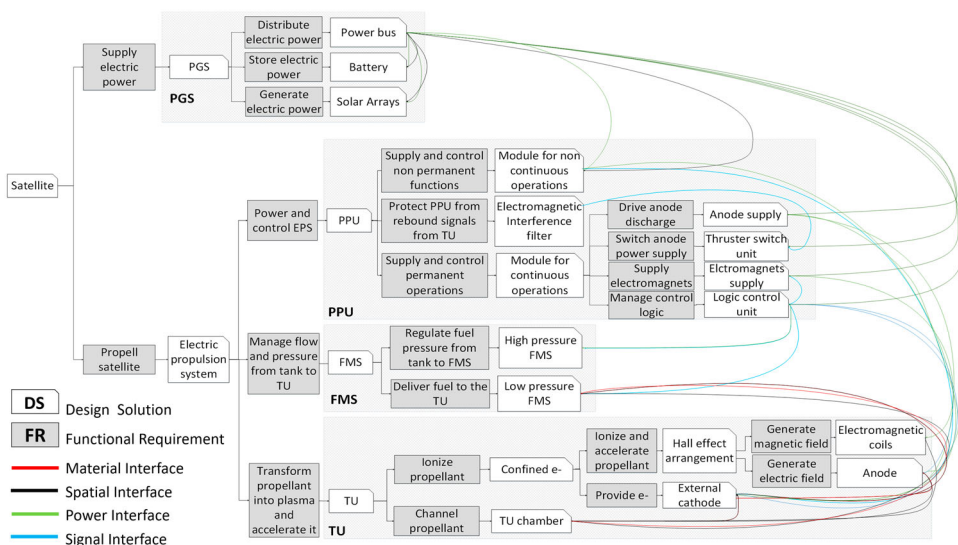 Distribute
electric power
Power bus
Supply
electric
power
PGS
Store electric
power
Battery
Generate
electric power
Solar Arrays
PGS
Satellite
Supply and control
non permanent
functions
Module for non
continuous
operations
Power and
control EPS
PPU
Protect PPU from
rebound signals
from TU
Electromagnetic
Interference
filter
Drive anode
discharge
Anode supply
Switch anode
power supply
Thruster switch
unit
Supply and control
permanent
operations
Module for
continuous
operations
Supply
electromagnets
Elctromagnets
supply
Manage control
logic
Logic control
unit
PPU
Propell
satellite
Electric
propulsion
system
Manage flow
and pressure
from tank to
TU
FMS
Regulate fuel
pressure from
tank to FMS
High pressure
FMS
Deliver fuel to the
TU
Low pressure
FMS
FMS
DS
Design Solution
FR
Functional Requirement
Material Interface
Spatial Interface
Power Interface
Signal Interface
Transform
propellant
into plasma
and
accelerate it
TU
Ionize
propellant
Confined e-
Ionize and
accelerate
propellant
Hall effect
arrangement
Generate
magnetic field
Electromagnetic
coils
Generate
electric field
Anode
Provide e-
External
cathode
Channel
propellant
TU chamber
TU